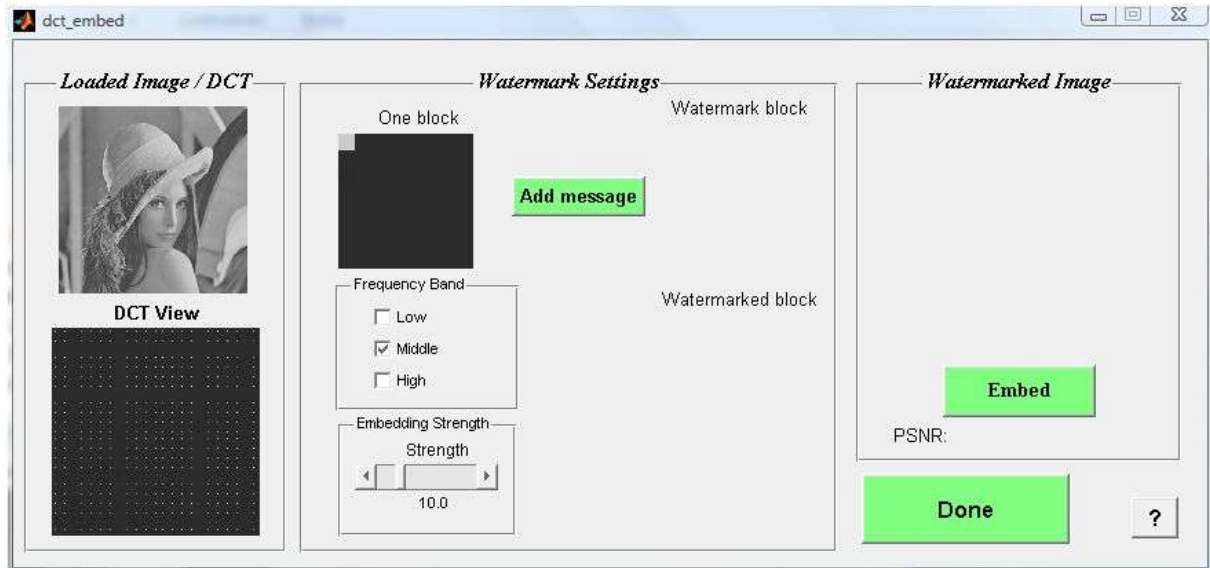 dct_embed
Loaded Image / DCT
DCT View
Watermark Settings
One block
Watermark block
Add message
Frequency Band
Low
Middle
High
Watermarked block
Embedding Strength
Strength
10.0
Watermarked Image
Embed
PSNR:
Done
?